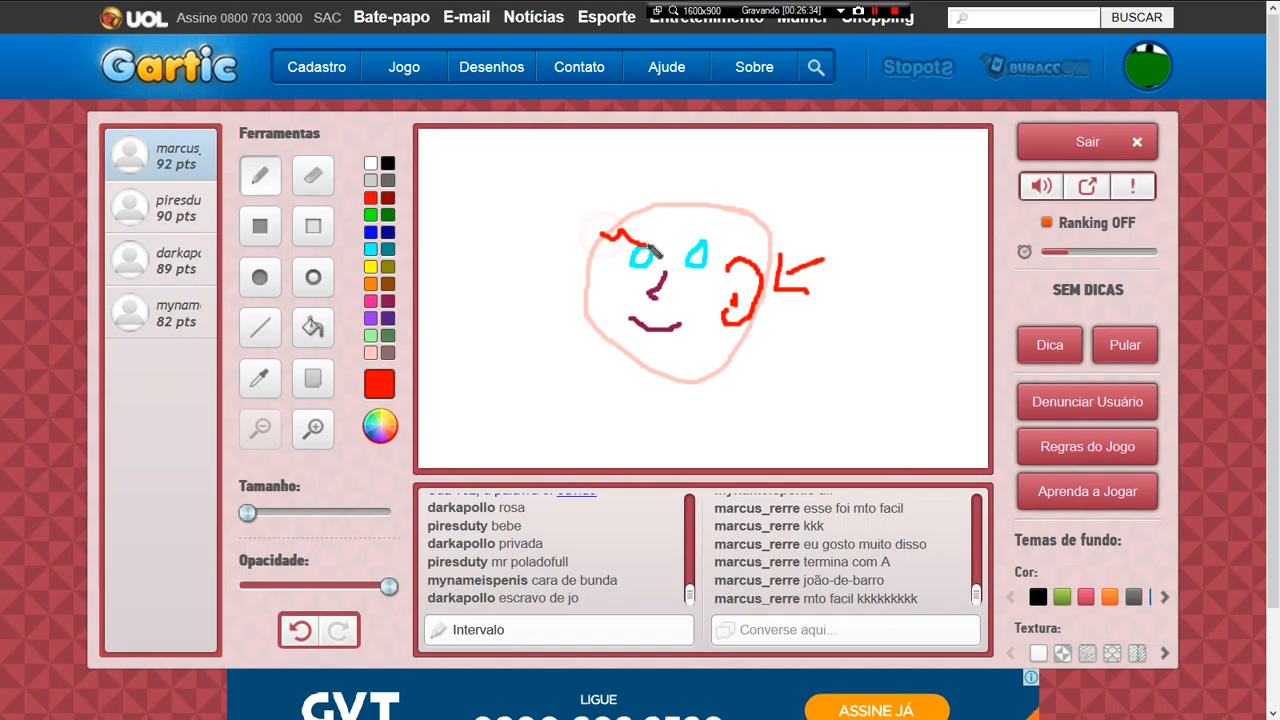 UOL Assine 0800 703 3000 SAC Bate-papo E-mail Notícias Esporte Entretenimento Mulher Shopping BUSCAR
1600x900 Gravando [00:26:34]
Gartic Cadastro Jogo Desenhos Contato Ajude Sobre StopotS BURACOON
marcus_
92 pts
piresdu
90 pts
darkapo
89 pts
mynam
82 pts
Ferramentas
Tamanho:
Opacidade:
darkapollo rosa
piresduty bebe
darkapollo privada
piresduty mr poladofull
mynameispenis cara de bunda
darkapollo escravo de jo
Intervalo
marcus_rerre esse foi mto facil
marcus_rerre kkk
marcus_rerre eu gosto muito disso
marcus_rerre termina com A
marcus_rerre joão-de-barro
marcus_rerre mto facil kkkkkkkkk
Converse aqui...
Sair
Ranking OFF
SEM DICAS
Dica Pular
Denunciar Usuário
Regras do Jogo
Aprenda a Jogar
Temas de fundo:
Cor:
Textura:
GVT
LIGUE
ASSINE JÁ